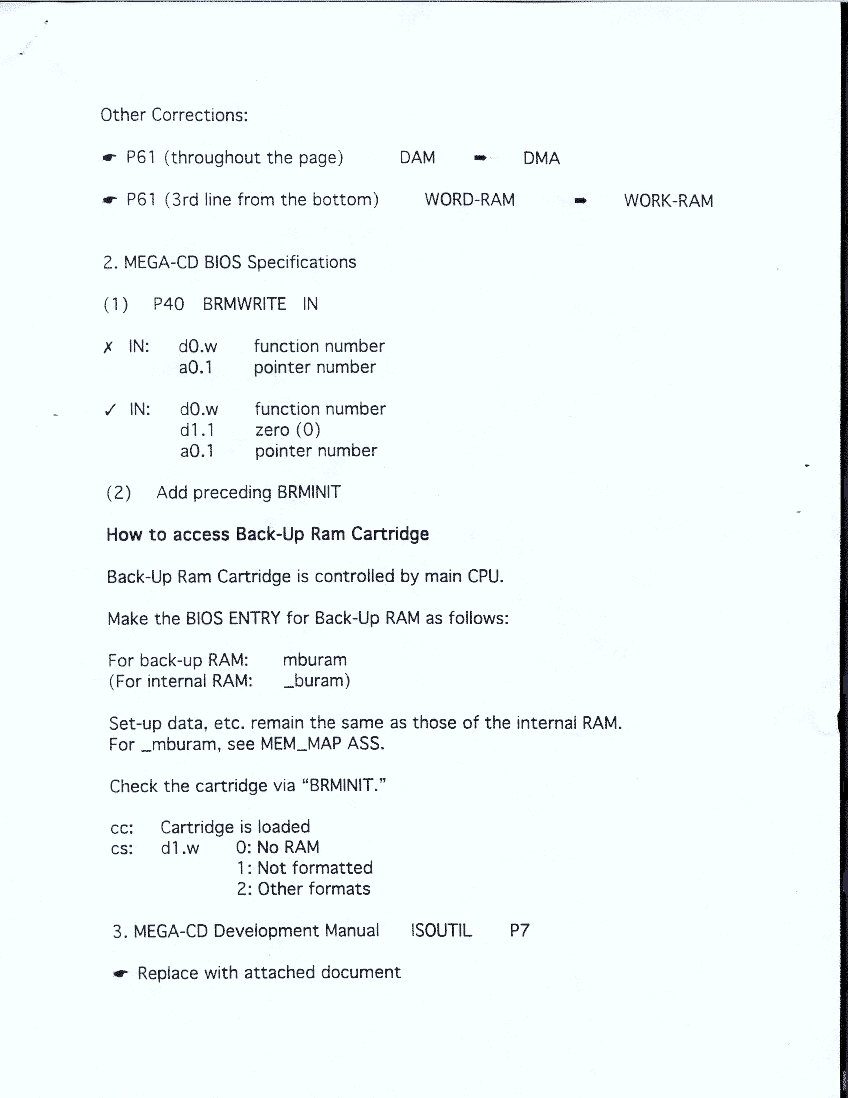 Other Corrections:
☛ P61 (throughout the page) DAM ➨ DMA
☛ P61 (3rd line from the bottom) WORD-RAM ➨ WORK-RAM
2. MEGA-CD BIOS Specifications
(1) P40 BRMWRITE IN
✗ IN: d0.w function number
a0.1 pointer number
✓ IN: d0.w function number
d1.1 zero (0)
a0.1 pointer number
(2) Add preceding BRMINIT
How to access Back-Up Ram Cartridge
Back-Up Ram Cartridge is controlled by main CPU.
Make the BIOS ENTRY for Back-Up RAM as follows:
For back-up RAM: mburam
(For internal RAM: _buram)
Set-up data, etc. remain the same as those of the internal RAM.
For _mburam, see MEM_MAP ASS.
Check the cartridge via “BRMINIT.”
cc: Cartridge is loaded
cs: d1.w 0: No RAM
1: Not formatted
2: Other formats
3. MEGA-CD Development Manual ISOUTIL P7
☛ Replace with attached document